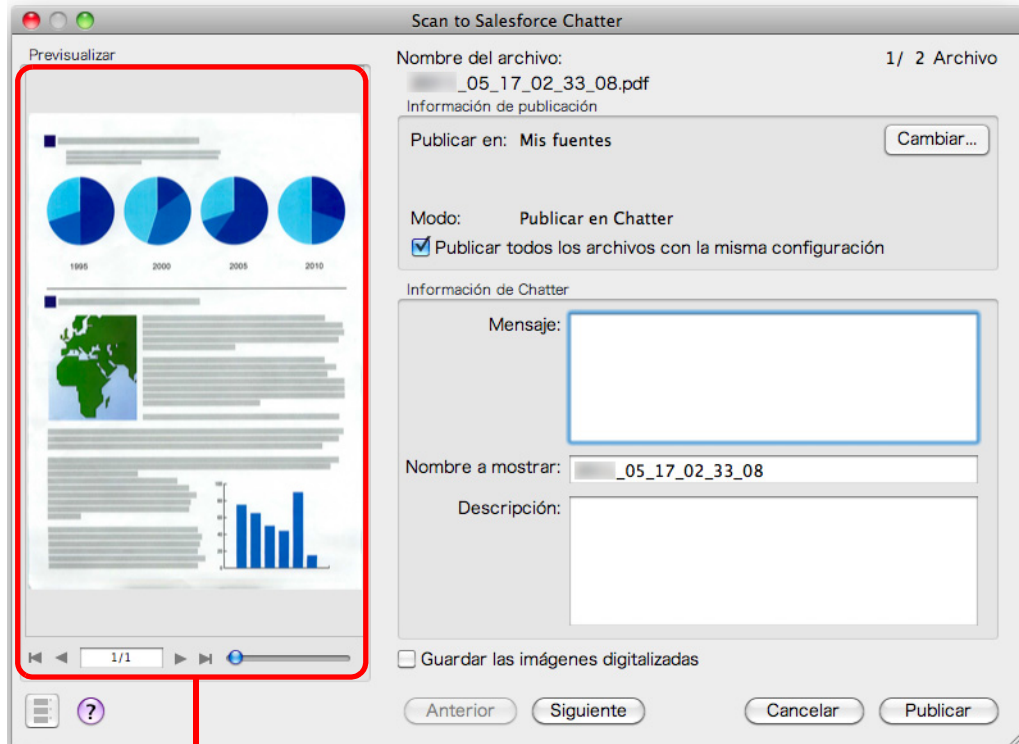 Scan to Salesforce Chatter
Previsualizar
1995 2000 2005 2010
1/1
Nombre del archivo: 1/ 2 Archivo
_05_17_02_33_08.pdf
Información de publicación
Publicar en: Mis fuentes Cambiar...
Modo: Publicar en Chatter
Publicar todos los archivos con la misma configuración
Información de Chatter
Mensaje:
Nombre a mostrar: _05_17_02_33_08
Descripción:
Guardar las imágenes digitalizadas
? Anterior Siguiente Cancelar Publicar